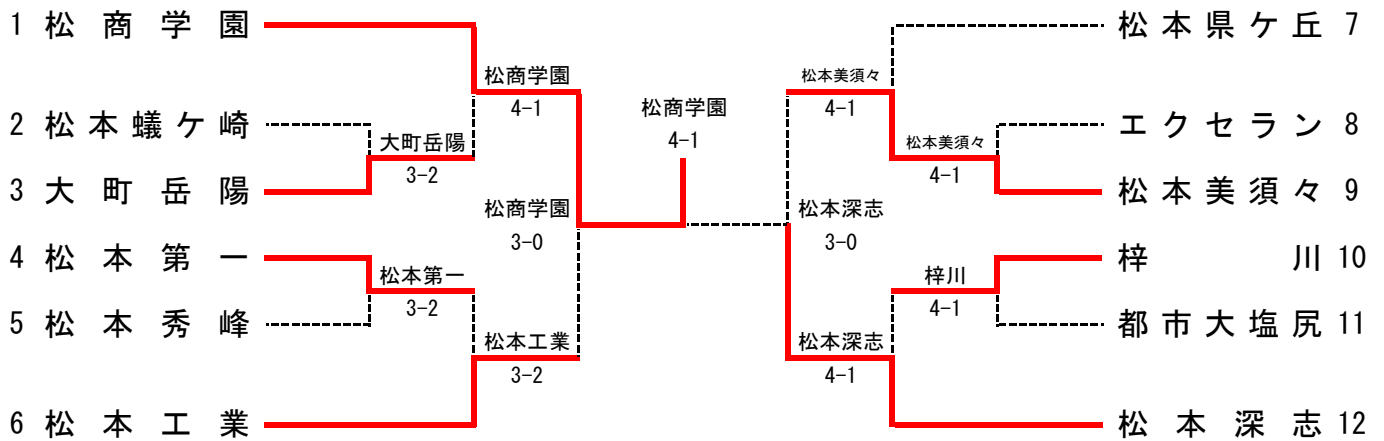 1 松商学園
松商学園
4-1
2 松本蟻ケ崎
大町岳陽
3-2
3 大町岳陽
松商学園
3-0
4 松本第一
松本第一
3-2
5 松本秀峰
松本工業
3-2
6 松本工業
松商学園
4-1
松本県ケ丘 7
松本美須々
4-1
エクセラン 8
松本美須々
4-1
松本美須々 9
松本深志
3-0
梓川 10
梓川
4-1
都市大塩尻 11
松本深志
4-1
松本深志 12